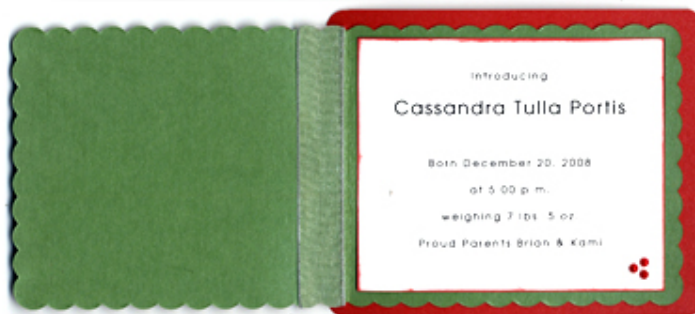 Introducing
Cassandra Tulla Portis
Born December 20, 2008
at 5:00 p.m.
weighing 7 lbs. 5 oz.
Proud Parents Brian & Kami